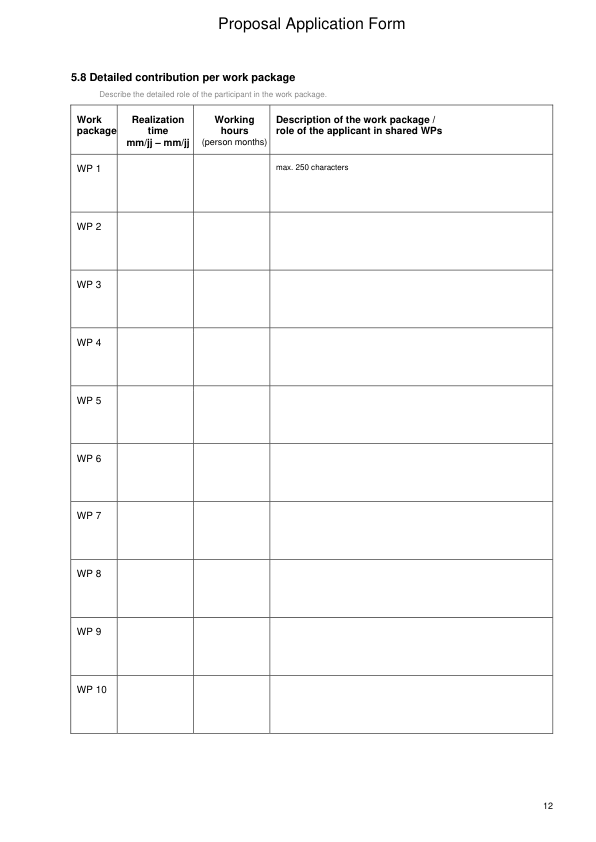 Proposal Application Form
5.8 Detailed contribution per work package
Describe the detailed role of the participant in the work package.
Work
package
Realization
time
mm/jj – mm/jj
Working
hours
(person months)
Description of the work package /
role of the applicant in shared WPs
WP 1
max. 250 characters
WP 2
WP 3
WP 4
WP 5
WP 6
WP 7
WP 8
WP 9
WP 10
12